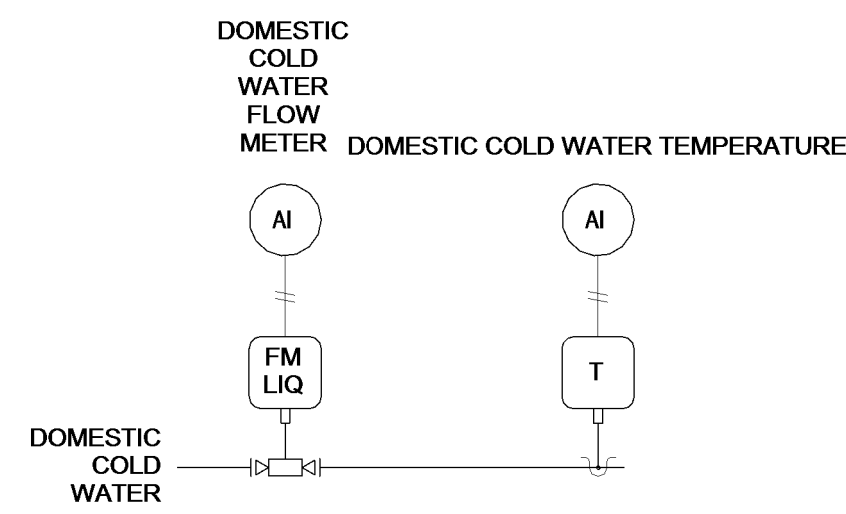 DOMESTIC
COLD
WATER
FLOW
METER
DOMESTIC COLD WATER TEMPERATURE
AI
AI
FM
LIQ
T
DOMESTIC
COLD
WATER